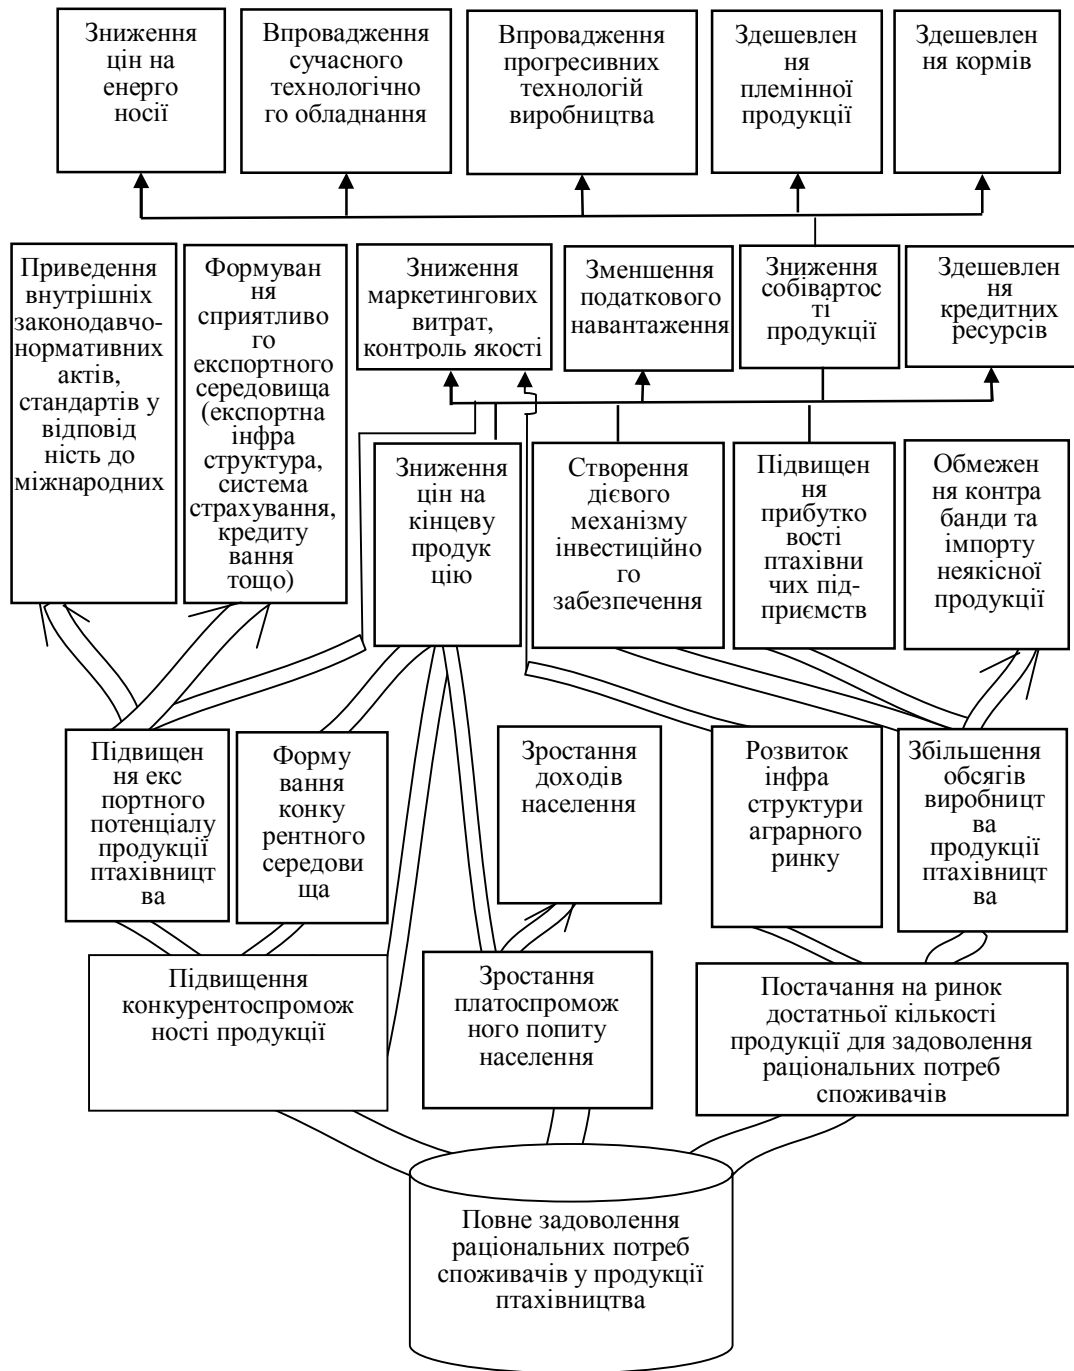 Зниження
цін на
енерго
носії
Впровадження
сучасного
технологічно
го обладнання
Впровадження
прогресивних
технологій
виробництва
Здешевлен
ня
племінної
продукції
Здешевлен
ня кормів
Приведення
внутрішніх
законодавчо-
нормативних
актів,
стандартів у
відповід
ність до
міжнародних
Формуван
ня
сприятливо
го
експортного
середовища
(експортна
інфра
структура,
система
страхування,
кредиту
вання
тощо)
Зниження
маркетингових
витрат,
контроль якості
Зменшення
податкового
навантаження
Зниження
собівартос
ті
продукції
Здешевлен
ня
кредитних
ресурсів
Зниження
цін на
кінцеву
продук
цію
Створення
дієвого
механізму
інвестиційно
го
забезпечення
Підвищен
ня
прибутко
вості
птахівни
чих під-
приємств
Обмежен
ня контра
банди та
імпорту
неякісної
продукції
Підвищен
ня екс
портного
потенціалу
продукції
птахівницт
ва
Форму
вання
конку
рентного
середови
ща
Зростання
доходів
населення
Розвиток
інфра
структури
аграрного
ринку
Збільшення
обсягів
виробницт
ва
продукції
птахівницт
ва
Підвищення
конкурентоспромож
ності продукції
Зростання
платоспромож
ного попиту
населення
Постачання на ринок
достатньої кількості
продукції для задоволення
раціональних потреб
споживачів
Повне задоволення
раціональних потреб
споживачів у продукції
птахівництва